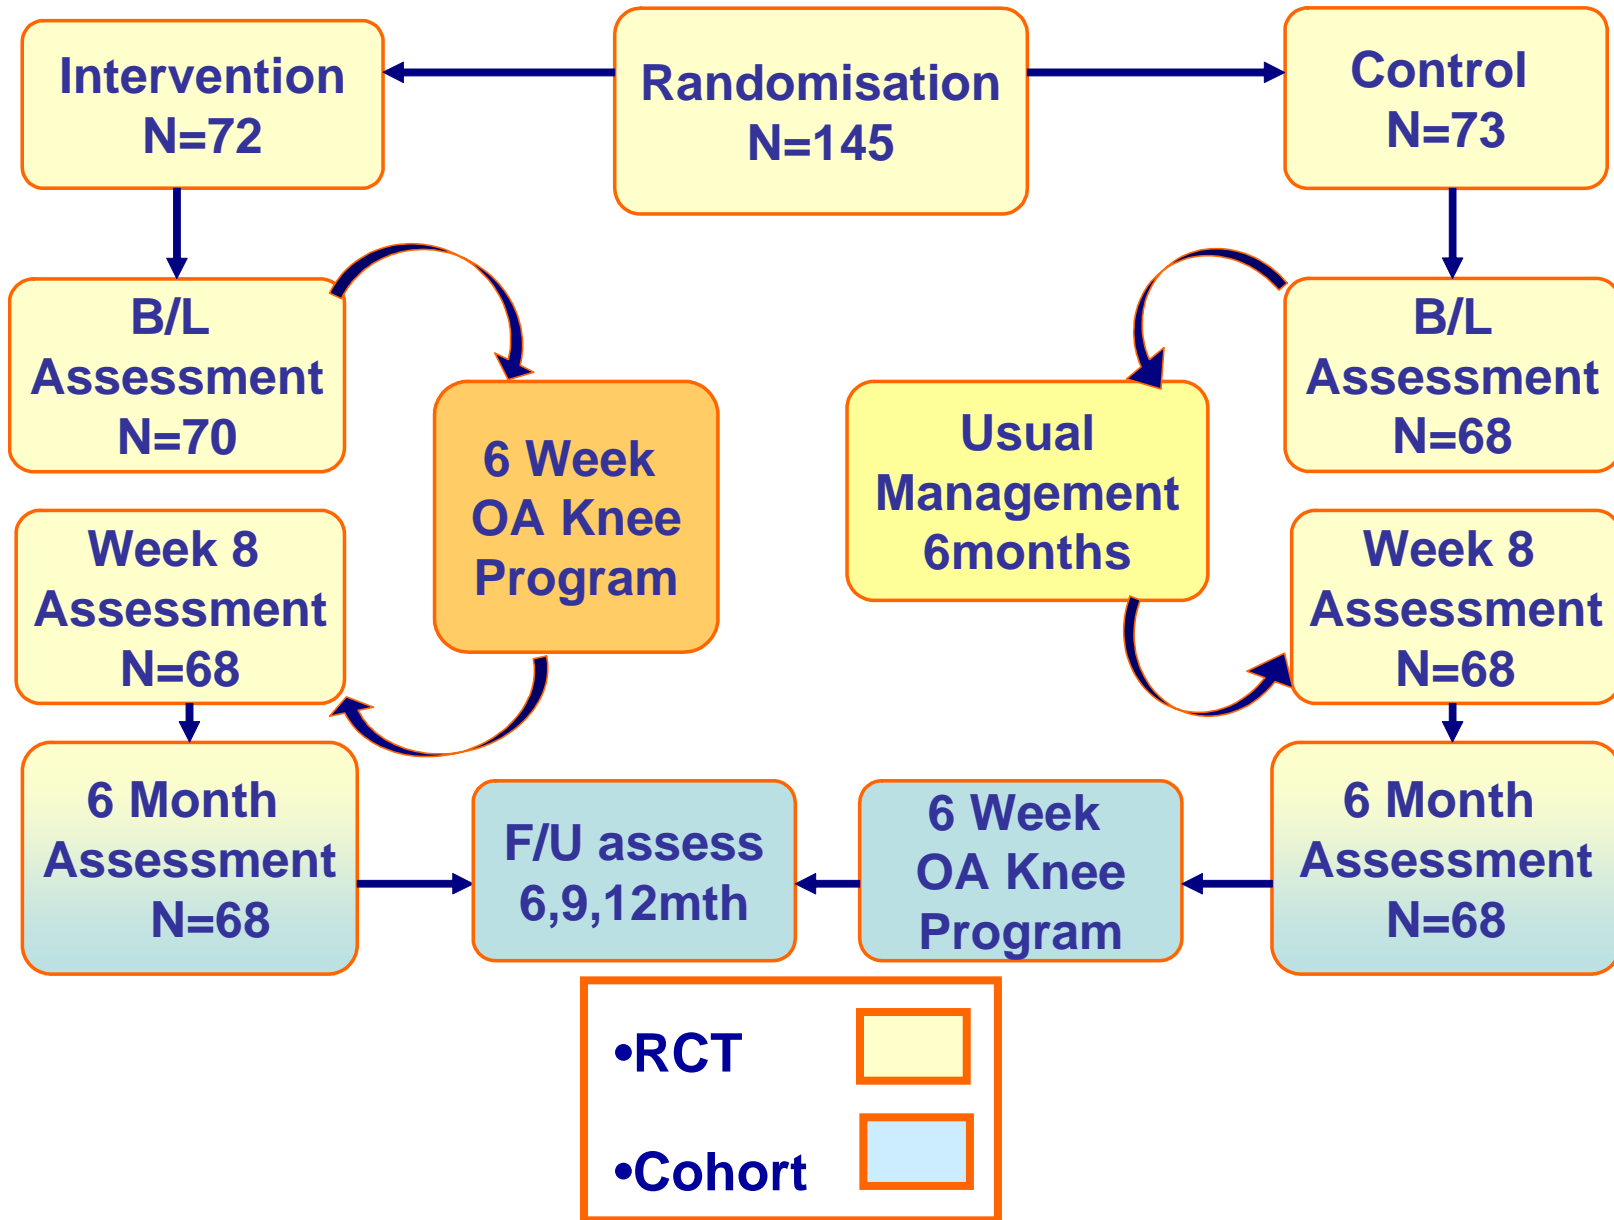 Intervention
N=72
Randomisation
N=145
Control
N=73
B/L
Assessment
N=70
6 Week
OA Knee
Program
Usual
Management
6months
B/L
Assessment
N=68
Week 8
Assessment
N=68
Week 8
Assessment
N=68
6 Month
Assessment
N=68
F/U assess
6,9,12mth
6 Week
OA Knee
Program
6 Month
Assessment
N=68
•RCT
•Cohort